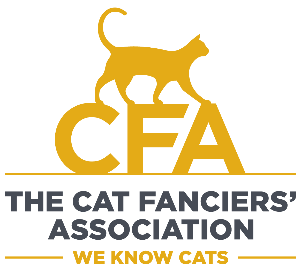 CFA
THE CAT FANCIERS’
ASSOCIATION
WE KNOW CATS